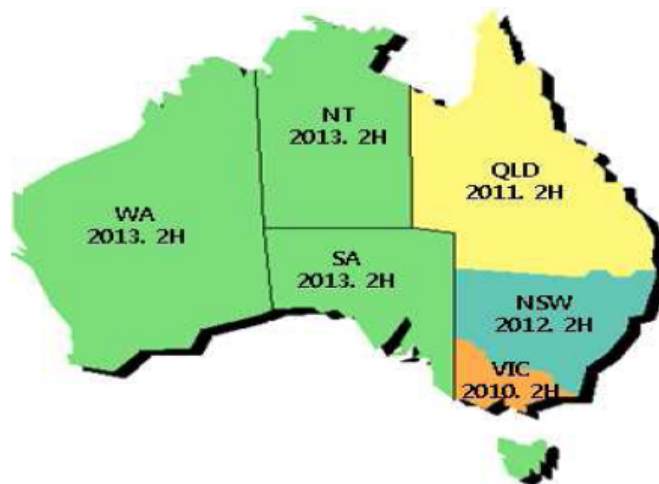 NT
2013. 2H
QLD
2011. 2H
WA
2013. 2H
SA
2013. 2H
NSW
2012. 2H
VIC
2010. 2H